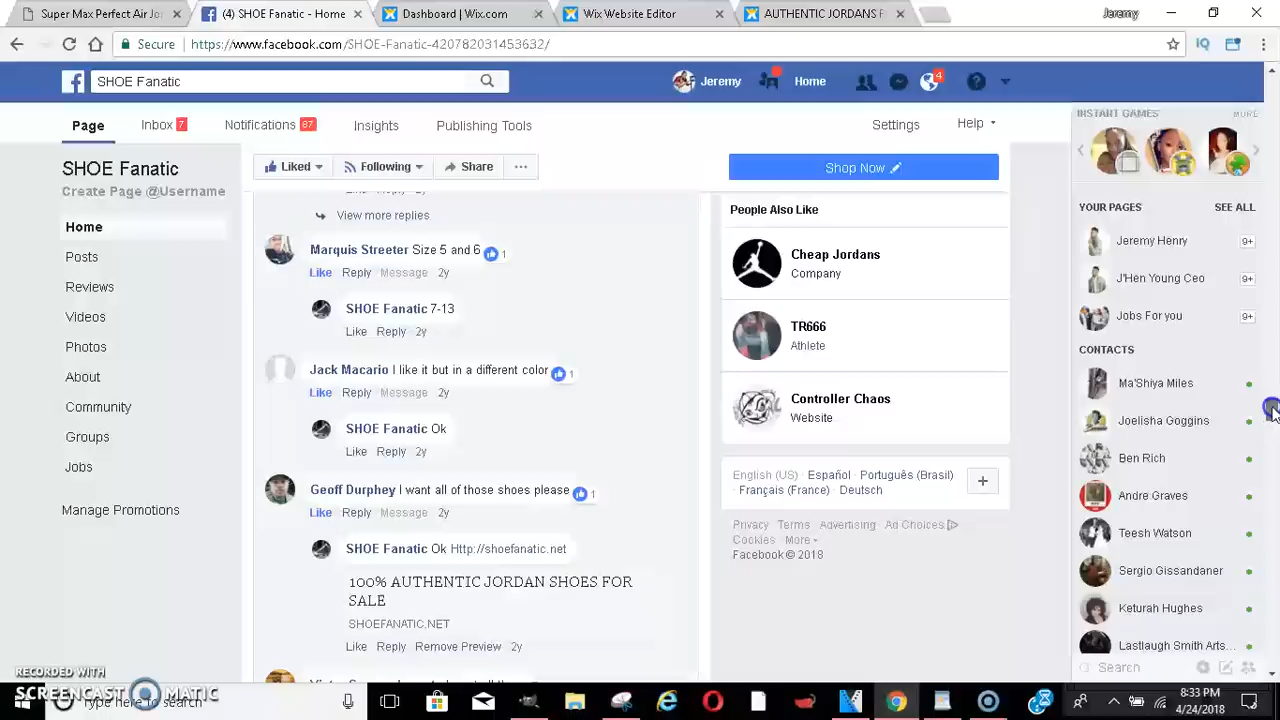 Super Max Perfect Air Jo
(4) SHOE Fanatic - Home
Dashboard | Wix.com
Wix Website Editor
AUTHENTIC JORDANS F
Jeremy
Secure
https://www.facebook.com/SHOE-Fanatic-420782031453632/
SHOE Fanatic
Jeremy
Home
4
Page
Inbox 7
Notifications 87
Insights
Publishing Tools
Settings
Help
SHOE Fanatic
Create Page @Username
Home
Posts
Reviews
Videos
Photos
About
Community
Groups
Jobs
Manage Promotions
Liked
Following
Share
Shop Now
View more replies
Marquis Streeter Size 5 and 6 1
Like Reply Message 2y
SHOE Fanatic 7-13
Like Reply 2y
Jack Macario I like it but in a different color 1
Like Reply Message 2y
SHOE Fanatic Ok
Like Reply 2y
Geoff Durphey I want all of those shoes please 1
Like Reply Message 2y
SHOE Fanatic Ok Http://shoefanatic.net
100% AUTHENTIC JORDAN SHOES FOR
SALE
SHOEFANATIC.NET
Like Reply Remove Preview 2y
People Also Like
Cheap Jordans
Company
TR666
Athlete
Controller Chaos
Website
English (US) · Español · Português (Brasil)
· Français (France) · Deutsch
Privacy · Terms · Advertising · Ad Choices
Cookies · More
Facebook © 2018
INSTANT GAMES
MORE
YOUR PAGES
SEE ALL
Jeremy Henry 9+
J'Hen Young Ceo 9+
Jobs For you 9+
CONTACTS
Ma'Shiya Miles
Joelisha Goggins
Ben Rich
Andre Graves
Teesh Watson
Sergio Gissandaner
Keturah Hughes
Lastlaugh Smith Arts...
Search
RECORDED WITH
SCREENCAST MATIC
Type here to search
8:33 PM
4/24/2018